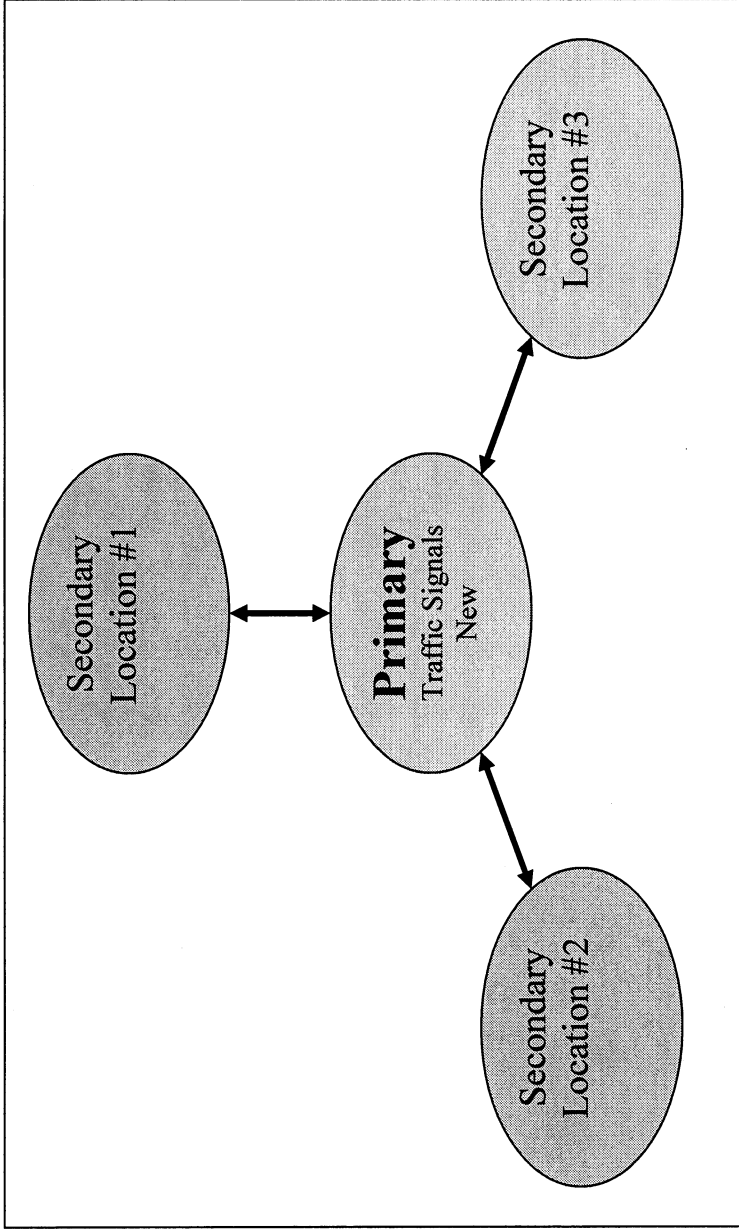 Secondary
Location #1
Primary
Traffic Signals
New
Secondary
Location #2
Secondary
Location #3